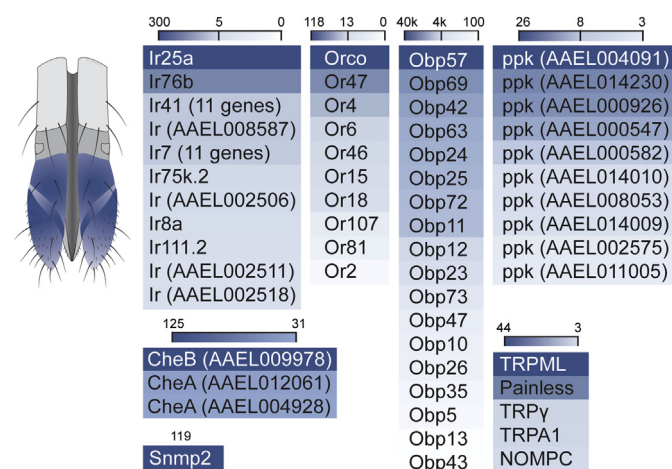 300 5 0
Ir25a
Ir76b
Ir41 (11 genes)
Ir (AAEL008587)
Ir7 (11 genes)
Ir75k.2
Ir (AAEL002506)
Ir8a
Ir111.2
Ir (AAEL002511)
Ir (AAEL002518)
125 31
CheB (AAEL009978)
CheA (AAEL012061)
CheA (AAEL004928)
119
Snmp2
118 13 0
Orco
Or47
Or4
Or6
Or46
Or15
Or18
Or107
Or81
Or2
40k 4k 100
Obp57
Obp69
Obp42
Obp63
Obp24
Obp25
Obp72
Obp11
Obp12
Obp23
Obp73
Obp47
Obp10
Obp26
Obp35
Obp5
Obp13
Obp43
26 8 3
ppk (AAEL004091)
ppk (AAEL014230)
ppk (AAEL000926)
ppk (AAEL000547)
ppk (AAEL000582)
ppk (AAEL014010)
ppk (AAEL008053)
ppk (AAEL014009)
ppk (AAEL002575)
ppk (AAEL011005)
44 3
TRPML
Painless
TRPγ
TRPA1
NOMPC